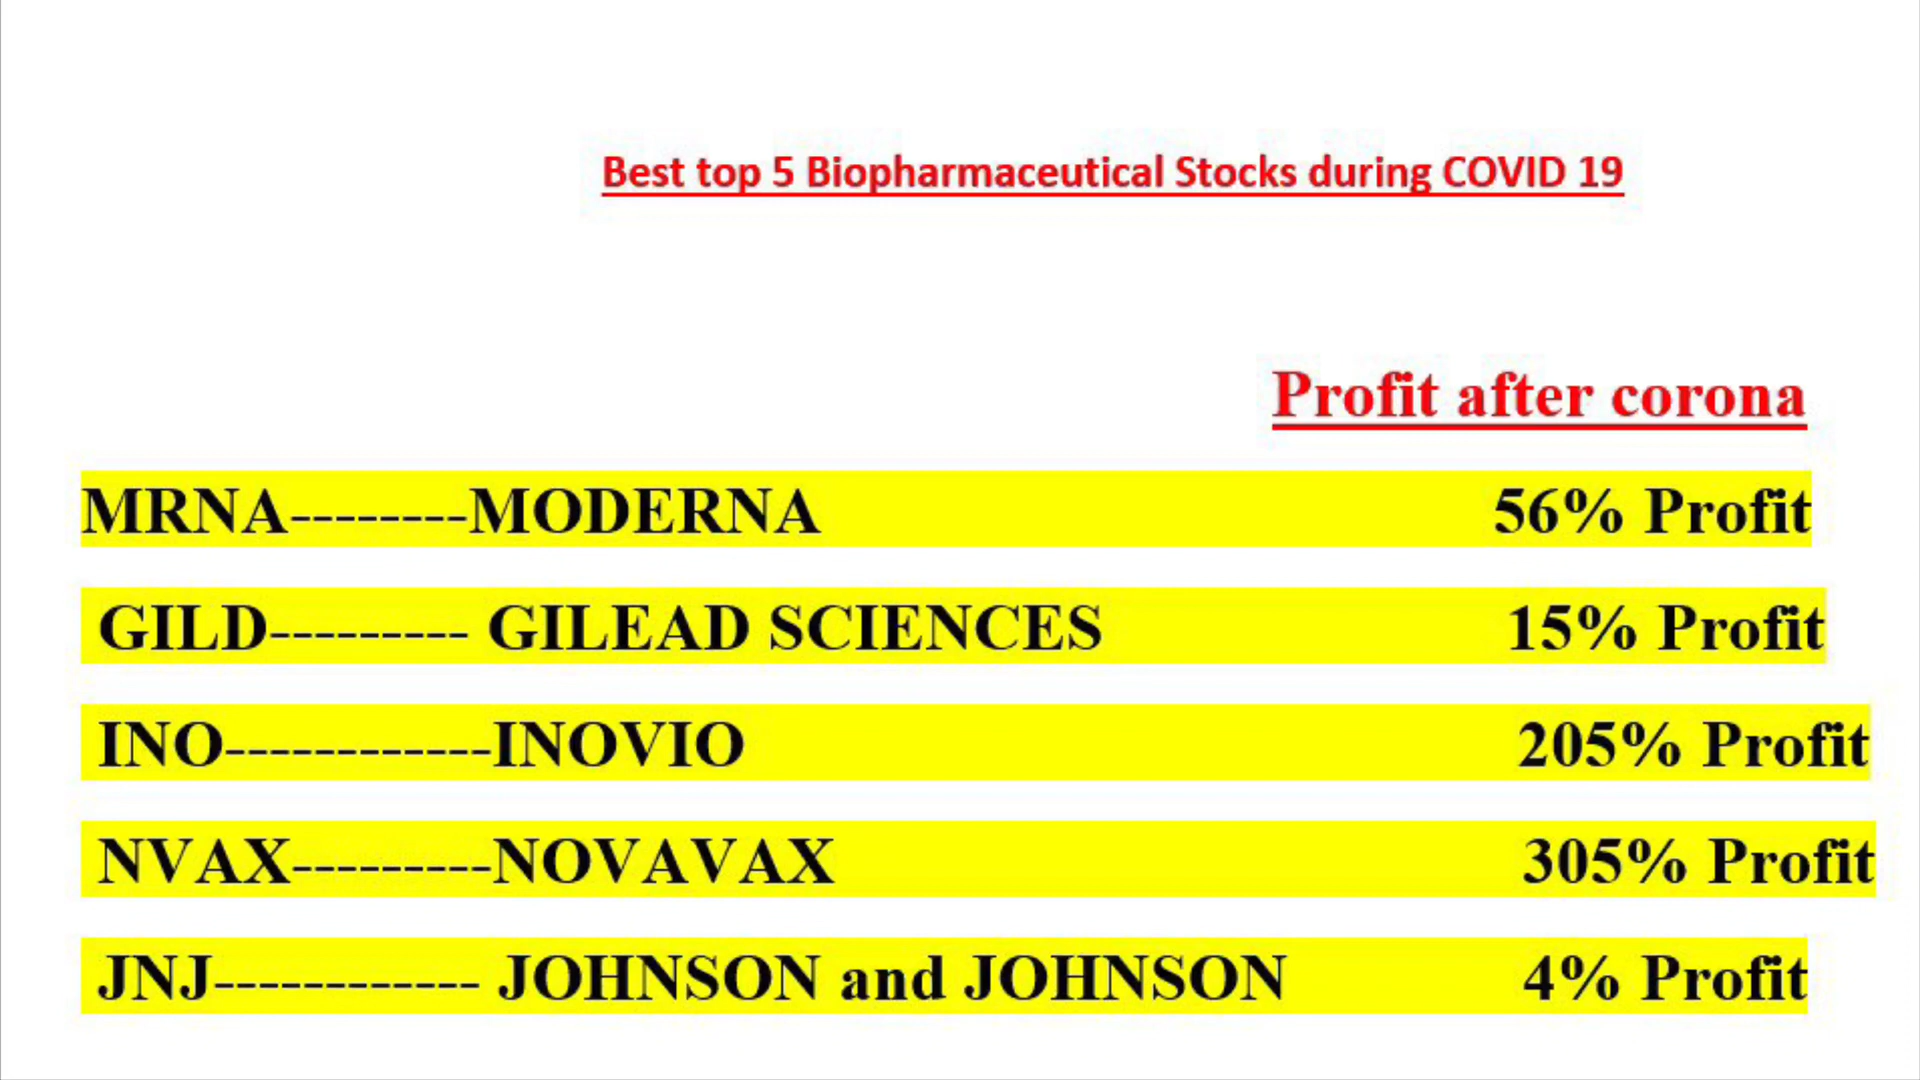 Best top 5 Biopharmaceutical Stocks during COVID 19
Profit after corona
MRNA--------MODERNA 56% Profit
GILD--------- GILEAD SCIENCES 15% Profit
INO------------INOVIO 205% Profit
NVAX---------NOVAVAX 305% Profit
JNJ------------ JOHNSON and JOHNSON 4% Profit